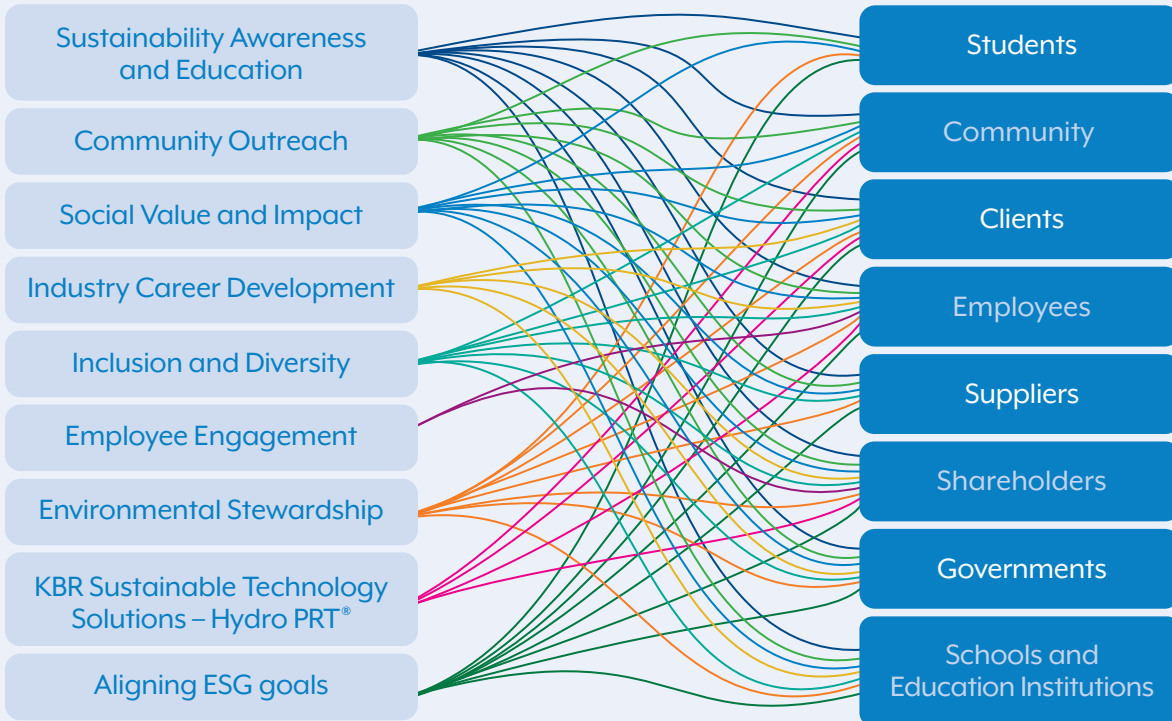 Sustainability Awareness
and Education
Community Outreach
Social Value and Impact
Industry Career Development
Inclusion and Diversity
Employee Engagement
Environmental Stewardship
KBR Sustainable Technology
Solutions – Hydro PRT®
Aligning ESG goals
Students
Community
Clients
Employees
Suppliers
Shareholders
Governments
Schools and
Education Institutions